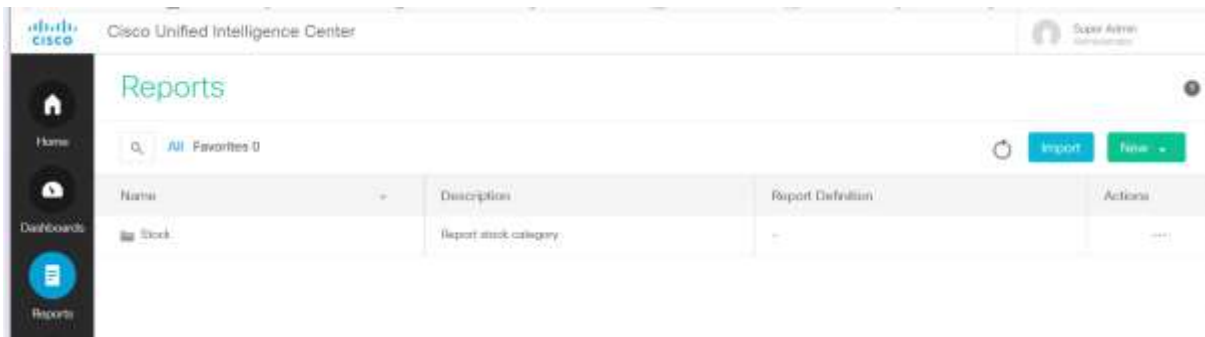 CISCO
Cisco Unified Intelligence Center
Super Admin
Administrator
Reports
Home
All Favorites 0
Import
New
Name
Description
Report Definition
Actions
Dashboards
Stock
Report stock category
--
Reports